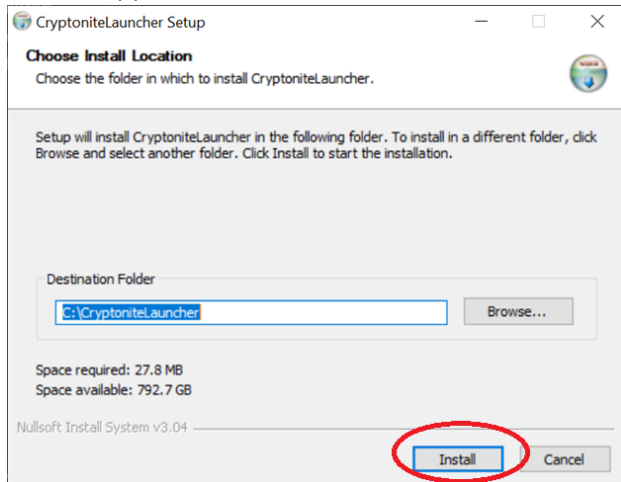 CryptoniteLauncher Setup
Choose Install Location
Choose the folder in which to install CryptoniteLauncher.
Setup will install CryptoniteLauncher in the following folder. To install in a different folder, click
Browse and select another folder. Click Install to start the installation.
Destination Folder
C:\CryptoniteLauncher
Browse...
Space required: 27.8 MB
Space available: 792.7 GB
Nullsoft Install System v3.04
Install
Cancel